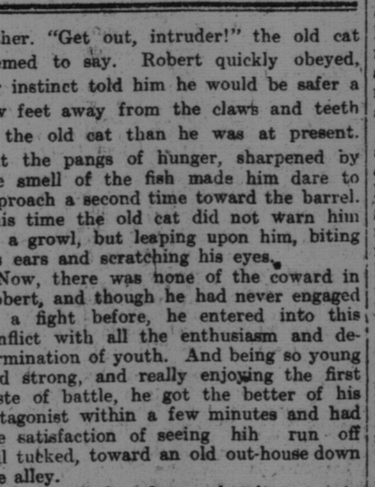 ther. "Get out, intruder!" the old cat
emed to say. Robert quickly obeyed,
instinct told him he would be safer a
w feet away from the claws and teeth
the old cat than he was at present.
t the pangs of hunger, sharpened by
e smell of the fish made him dare to
proach a second time toward the barrel.
is time the old cat did not warn him
a growl, but leaping upon him, biting
s ears and scratching his eyes.
Now, there was none of the coward in
obert, and though he had never engaged
a fight before, he entered into this
nflict with all the enthusiasm and de-
rmination of youth. And being so young
d strong, and really enjoying the first
ste of battle, he got the better of his
tagonist within a few minutes and had
e satisfaction of seeing hih run off
l tucked, toward an old out-house down
e alley.